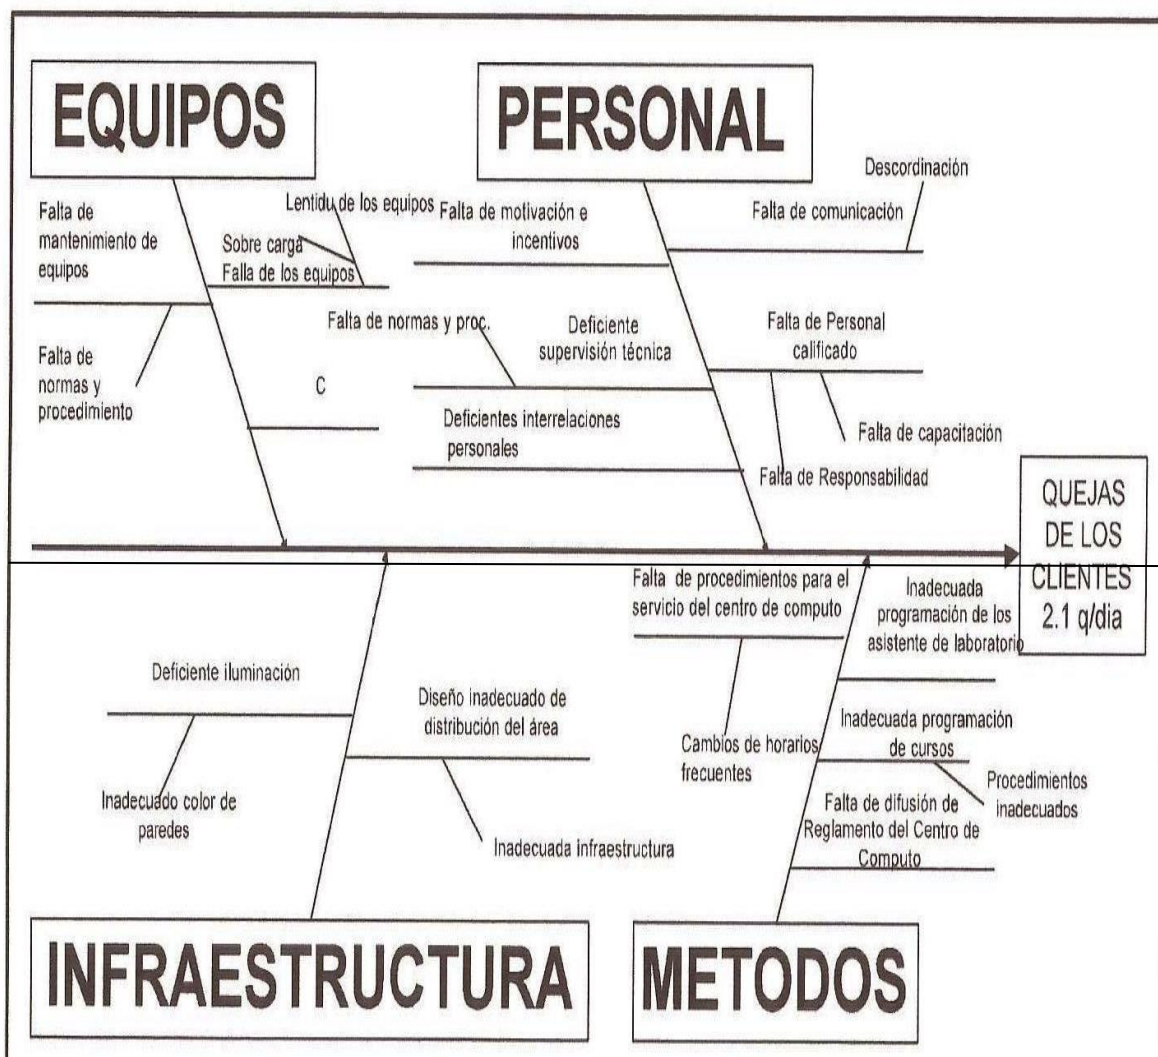 EQUIPOS
PERSONAL
Falta de
mantenimiento de
equipos
Lentidu de los equipos
Sobre carga
Falla de los equipos
Falta de
normas y
procedimiento
C
Falta de motivación e
incentivos
Descordinación
Falta de comunicación
Falta de normas y proc.
Deficiente
supervisión técnica
Falta de Personal
calificado
Deficientes interrelaciones
personales
Falta de capacitación
Falta de Responsabilidad
QUEJAS
DE LOS
CLIENTES
2.1 q/dia
Deficiente iluminación
Inadecuado color de
paredes
Diseño inadecuado de
distribución del área
Inadecuada infraestructura
Falta de procedimientos para el
servicio del centro de computo
Cambios de horarios
frecuentes
Inadecuada
programación de los
asistente de laboratorio
Inadecuada programación
de cursos
Procedimientos
inadecuados
Falta de difusión de
Reglamento del Centro de
Computo
INFRAESTRUCTURA
METODOS